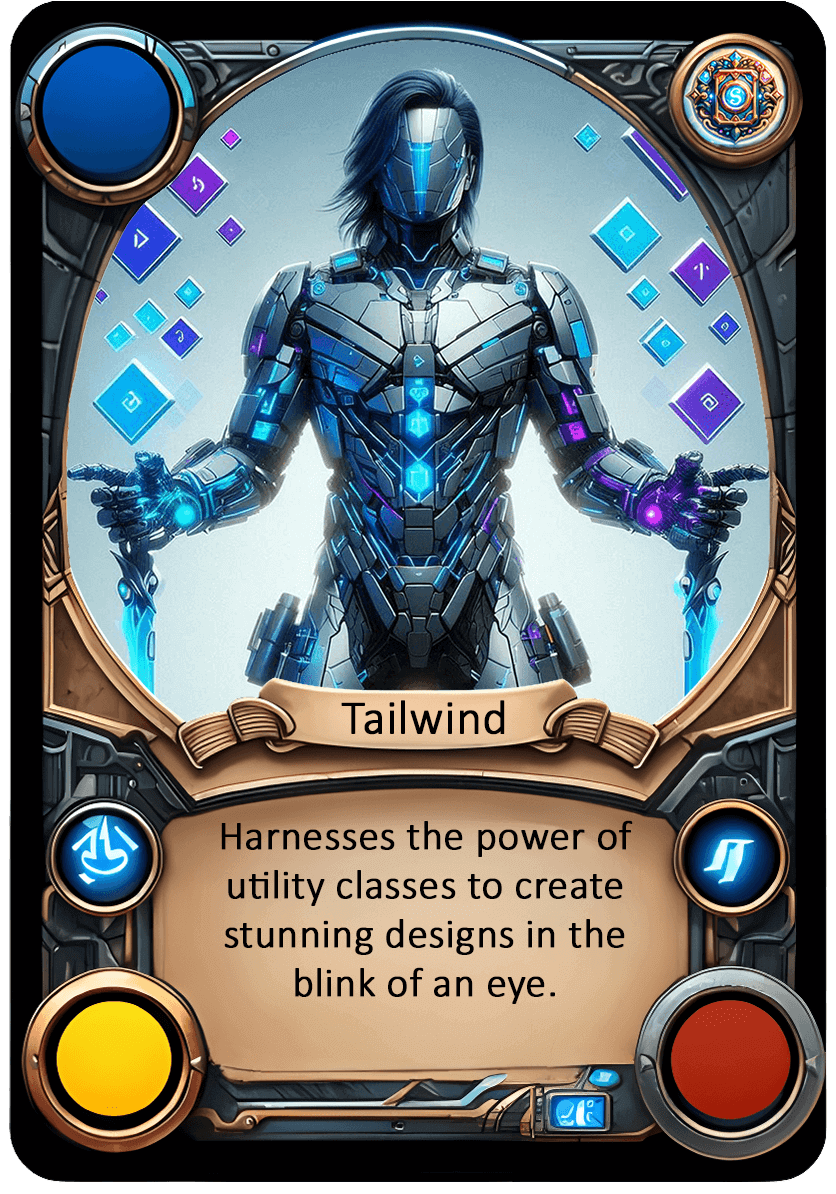 Tailwind
Harnesses the power of
utility classes to create
stunning designs in the
blink of an eye.